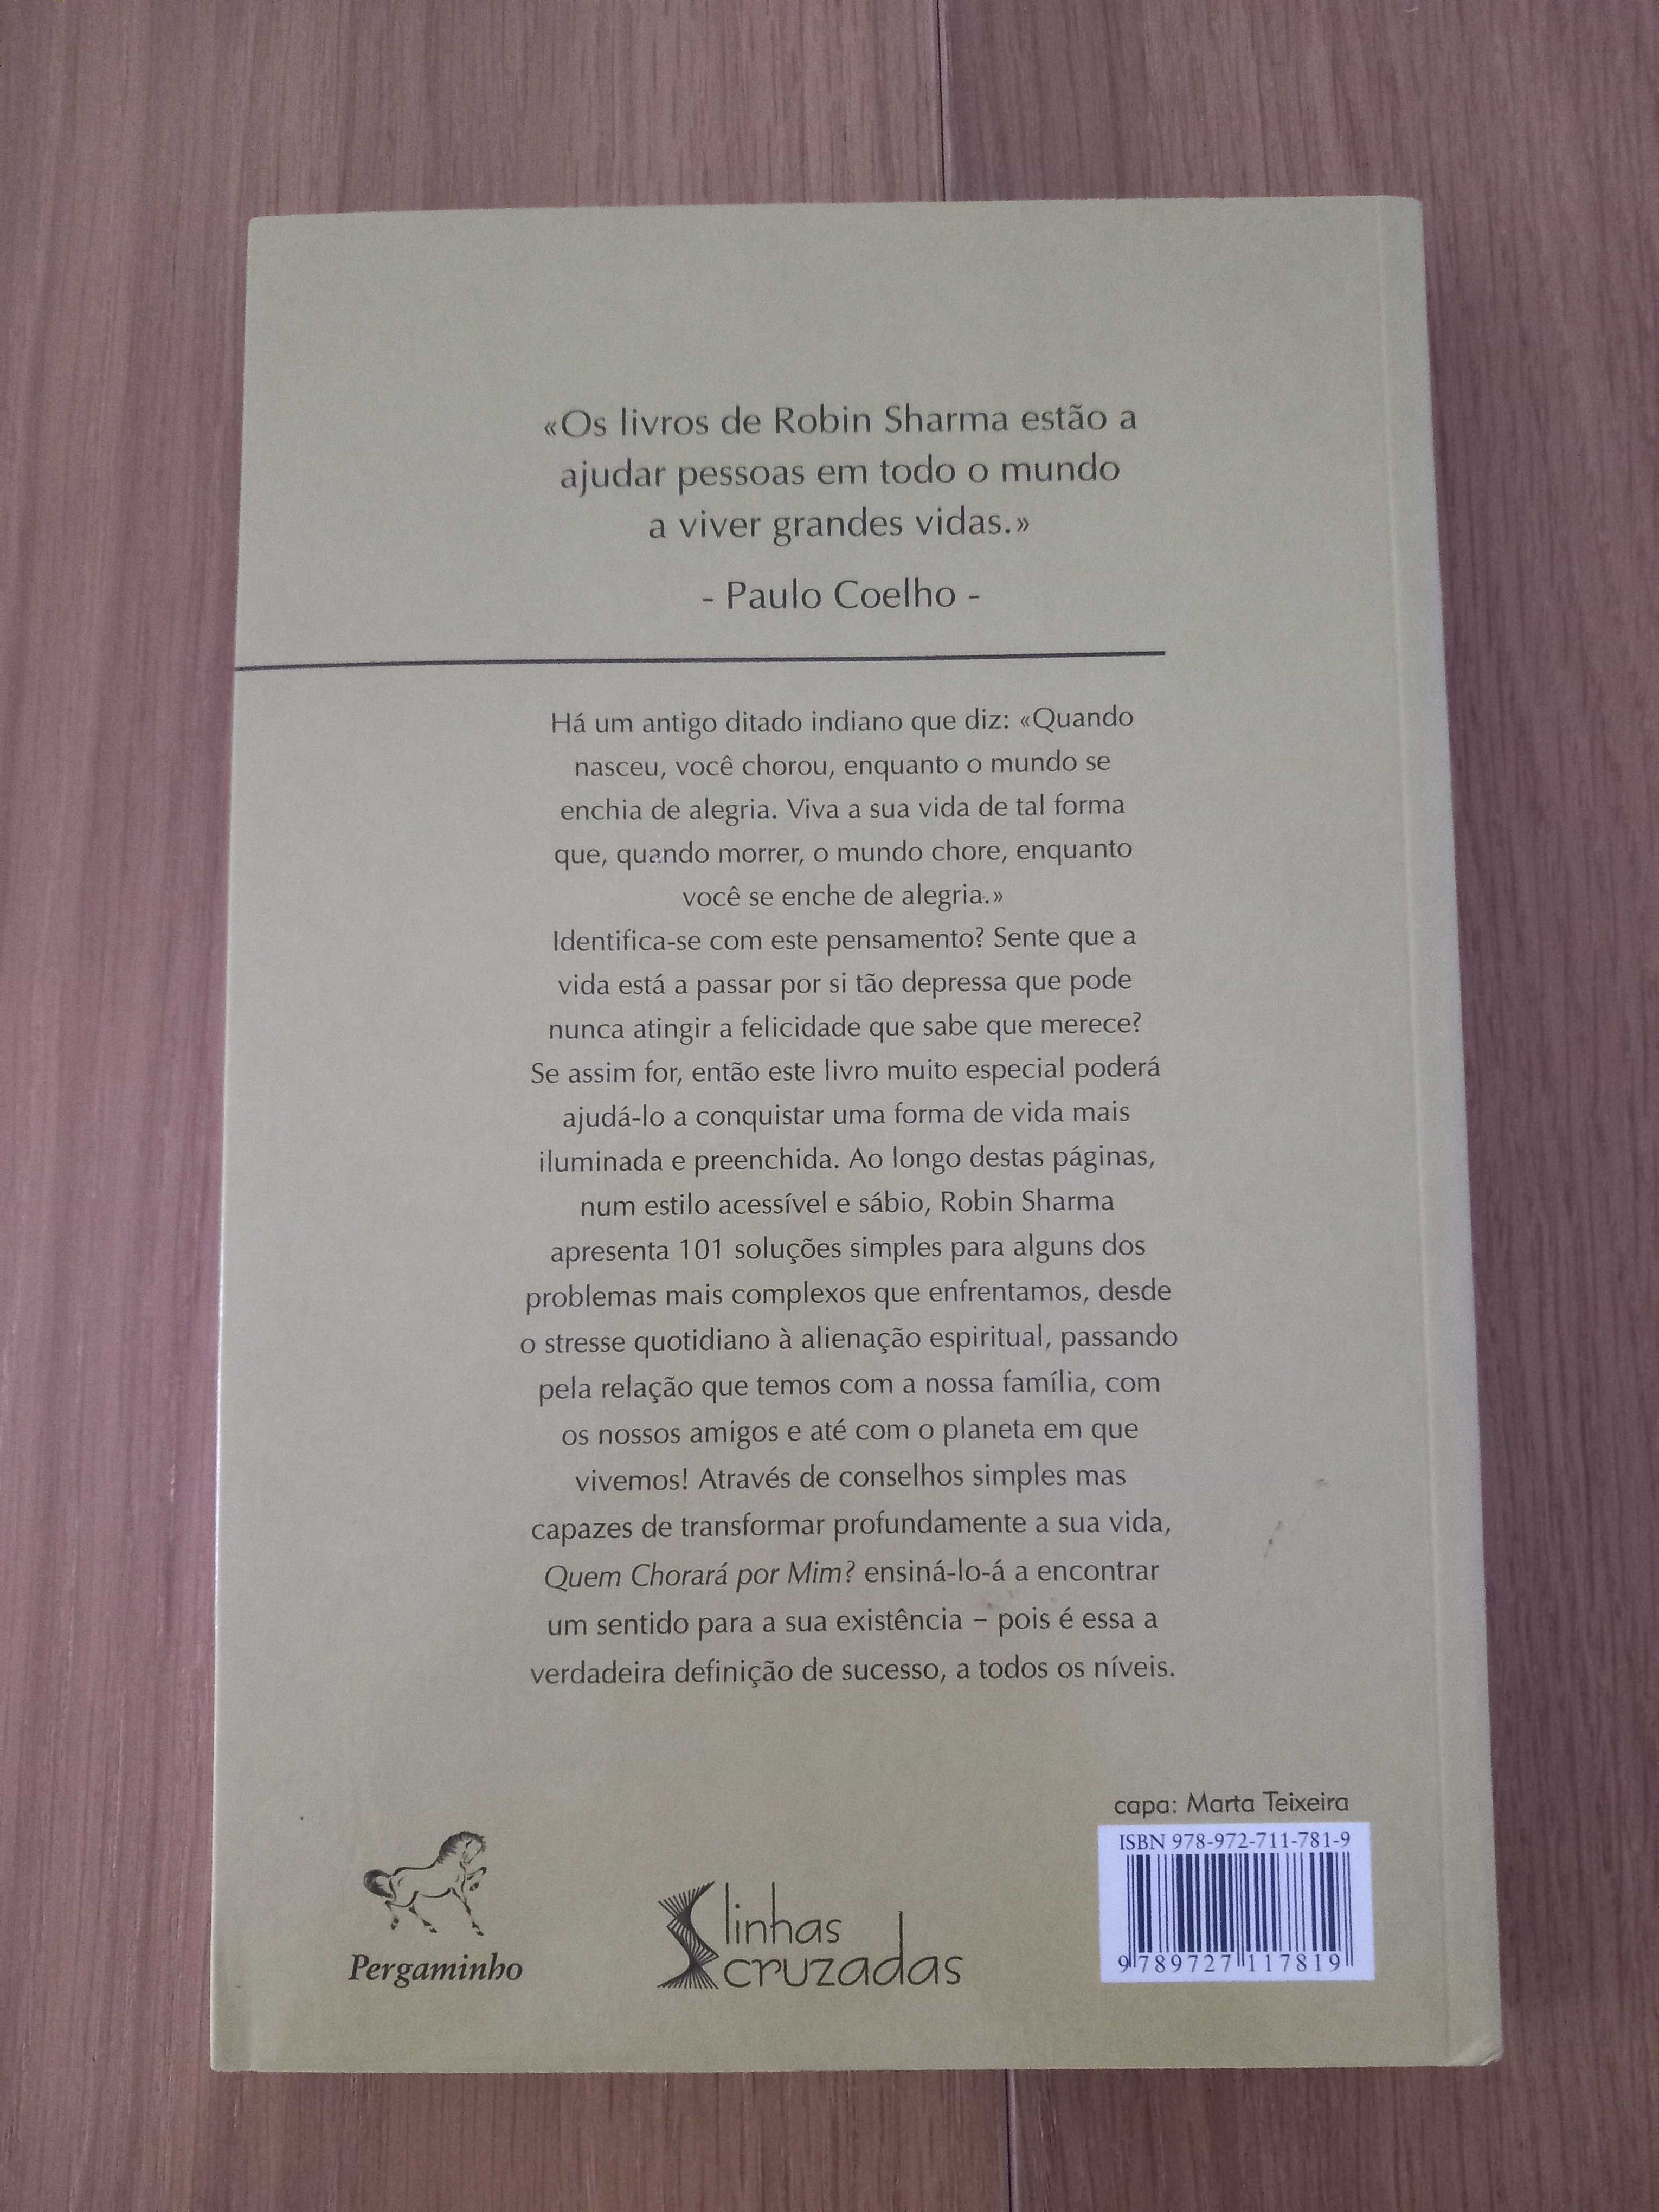 «Os livros de Robin Sharma estão a
ajudar pessoas em todo o mundo
a viver grandes vidas.»
- Paulo Coelho -
Há um antigo ditado indiano que diz: «Quando
nasceu, você chorou, enquanto o mundo se
enchia de alegria. Viva a sua vida de tal forma
que, quando morrer, o mundo chore, enquanto
você se enche de alegria.»
Identifica-se com este pensamento? Sente que a
vida está a passar por si tão depressa que pode
nunca atingir a felicidade que sabe que merece?
Se assim for, então este livro muito especial poderá
ajudá-lo a conquistar uma forma de vida mais
iluminada e preenchida. Ao longo destas páginas,
num estilo acessível e sábio, Robin Sharma
apresenta 101 soluções simples para alguns dos
problemas mais complexos que enfrentamos, desde
o stresse quotidiano à alienação espiritual, passando
pela relação que temos com a nossa família, com
os nossos amigos e até com o planeta em que
vivemos! Através de conselhos simples mas
capazes de transformar profundamente a sua vida,
Quem Chorará por Mim? ensiná-lo-á a encontrar
um sentido para a sua existência – pois é essa a
verdadeira definição de sucesso, a todos os níveis.
capa: Marta Teixeira
ISBN 978-972-711-781-9
9 789727 117819
Pergaminho
linhas
cruzadas